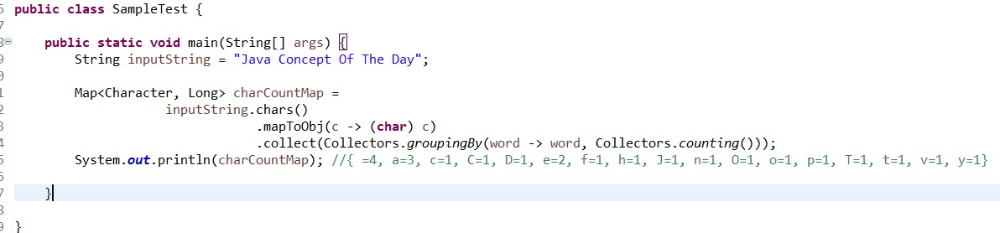 public class SampleTest {
public static void main(String[] args) {
String inputString = "Java Concept Of The Day";
Map<Character, Long> charCountMap =
inputString.chars()
.mapToObj(c -> (char) c)
.collect(Collectors.groupingBy(word -> word, Collectors.counting()));
System.out.println(charCountMap); //{ =4, a=3, c=1, C=1, D=1, e=2, f=1, h=1, J=1, n=1, O=1, o=1, p=1, T=1, t=1, v=1, y=1}
}
}